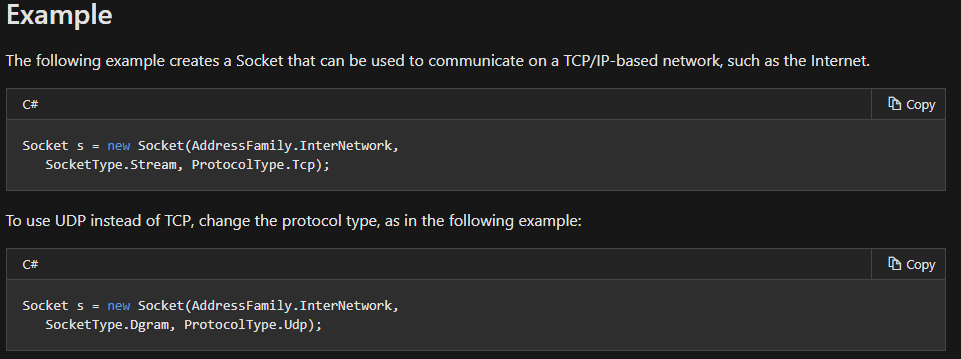 Example
The following example creates a Socket that can be used to communicate on a TCP/IP-based network, such as the Internet.
C#
Copy
Socket s = new Socket(AddressFamily.InterNetwork,
   SocketType.Stream, ProtocolType.Tcp);
To use UDP instead of TCP, change the protocol type, as in the following example:
C#
Copy
Socket s = new Socket(AddressFamily.InterNetwork,
   SocketType.Dgram, ProtocolType.Udp);